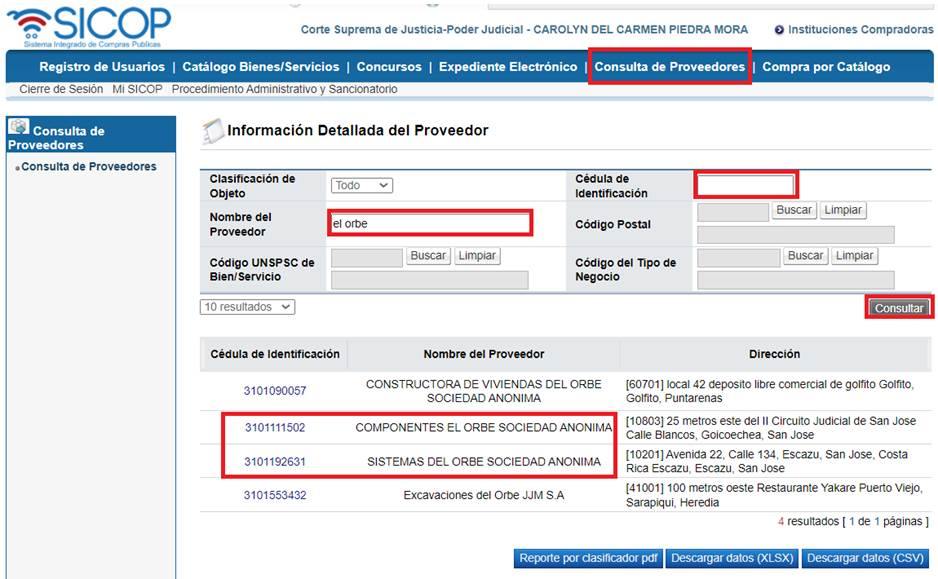 SICOP
Sistema Integrado de Compras Públicas
Corte Suprema de Justicia-Poder Judicial - CAROLYN DEL CARMEN PIEDRA MORA
Instituciones Compradoras
Registro de Usuarios | Catálogo Bienes/Servicios | Concursos | Expediente Electrónico | Consulta de Proveedores | Compra por Catálogo
Cierre de Sesión Mi SICOP Procedimiento Administrativo y Sancionatorio
Consulta de
Proveedores
Consulta de Proveedores
Información Detallada del Proveedor
Clasificación de
Objeto
Todo
Cédula de
Identificación
Nombre del
Proveedor
el orbe
Código Postal
Buscar Limpiar
Código UNSPSC de
Bien/Servicio
Buscar Limpiar
Código del Tipo de
Negocio
Buscar Limpiar
10 resultados
Consultar
Cédula de Identificación Nombre del Proveedor Dirección
3101090057
CONSTRUCTORA DE VIVIENDAS DEL ORBE
SOCIEDAD ANONIMA
[60701] local 42 deposito libre comercial de golfito Golfito,
Golfito, Puntarenas
3101111502
COMPONENTES EL ORBE SOCIEDAD ANONIMA
[10803] 25 metros este del II Circuito Judicial de San Jose
Calle Blancos, Goicoechea, San Jose
3101192631
SISTEMAS DEL ORBE SOCIEDAD ANONIMA
[10201] Avenida 22, Calle 134, Escazu, San Jose, Costa
Rica Escazu, Escazu, San Jose
3101553432
Excavaciones del Orbe JJM S.A
[41001] 100 metros oeste Restaurante Yakare Puerto Viejo,
Sarapiqui, Heredia
4 resultados [ 1 de 1 páginas ]
Reporte por clasificador pdf
Descargar datos (XLSX)
Descargar datos (CSV)